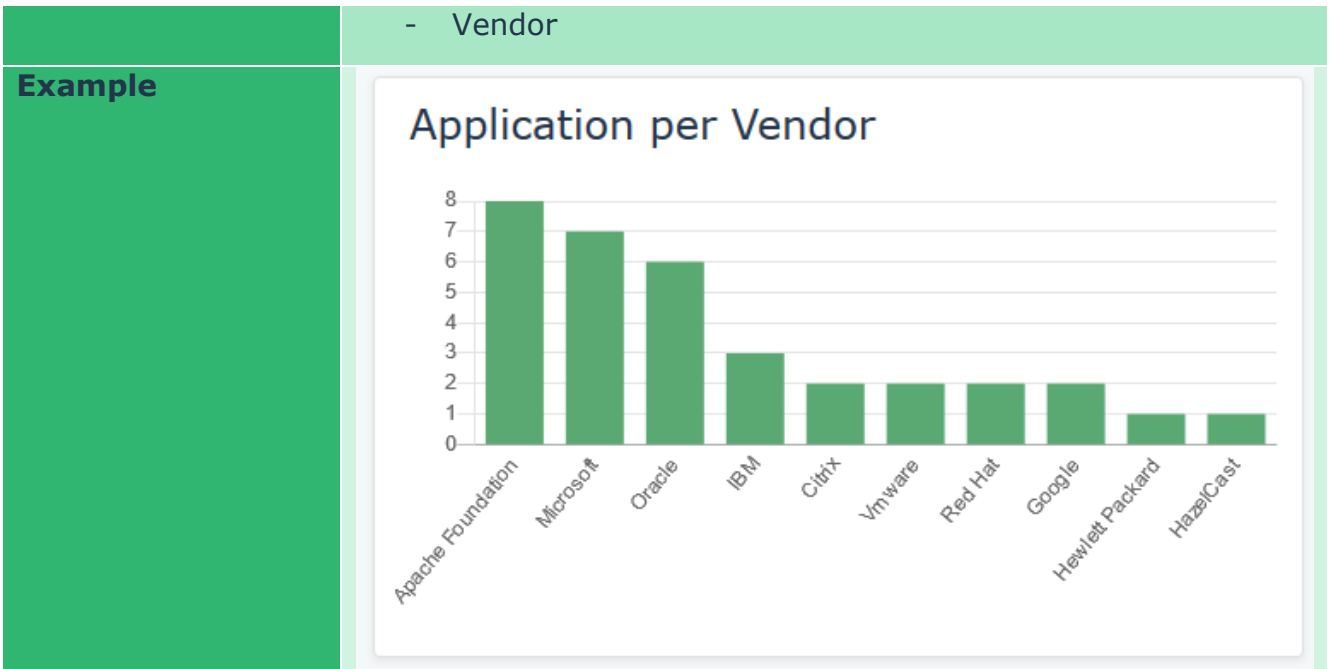 - Vendor
Example
Application per Vendor
8
7
6
5
4
3
2
1
0
Apache Foundation
Microsoft
Oracle
IBM
Citrix
Vmware
Red Hat
Google
Hewlett Packard
HazelCast